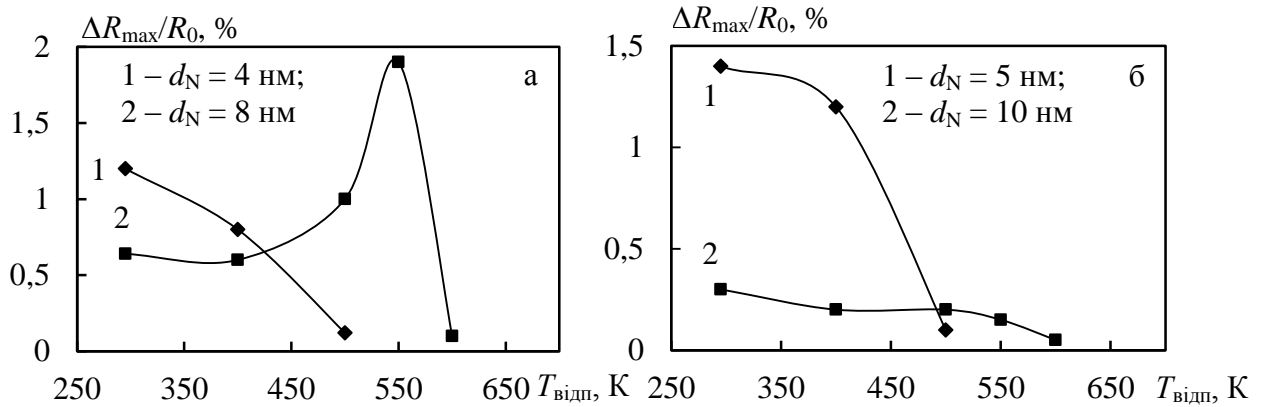 ΔRmax/R0, %
2
1 – dN = 4 нм;
а
2 – dN = 8 нм
1,5
1
1
2
0,5
0
250 350 450 550 650 Tвідп, К
ΔRmax/R0, %
1,5
1 – dN = 5 нм;
б
1
2 – dN = 10 нм
1
0,5
2
0
250 350 450 550 650 Tвідп, К